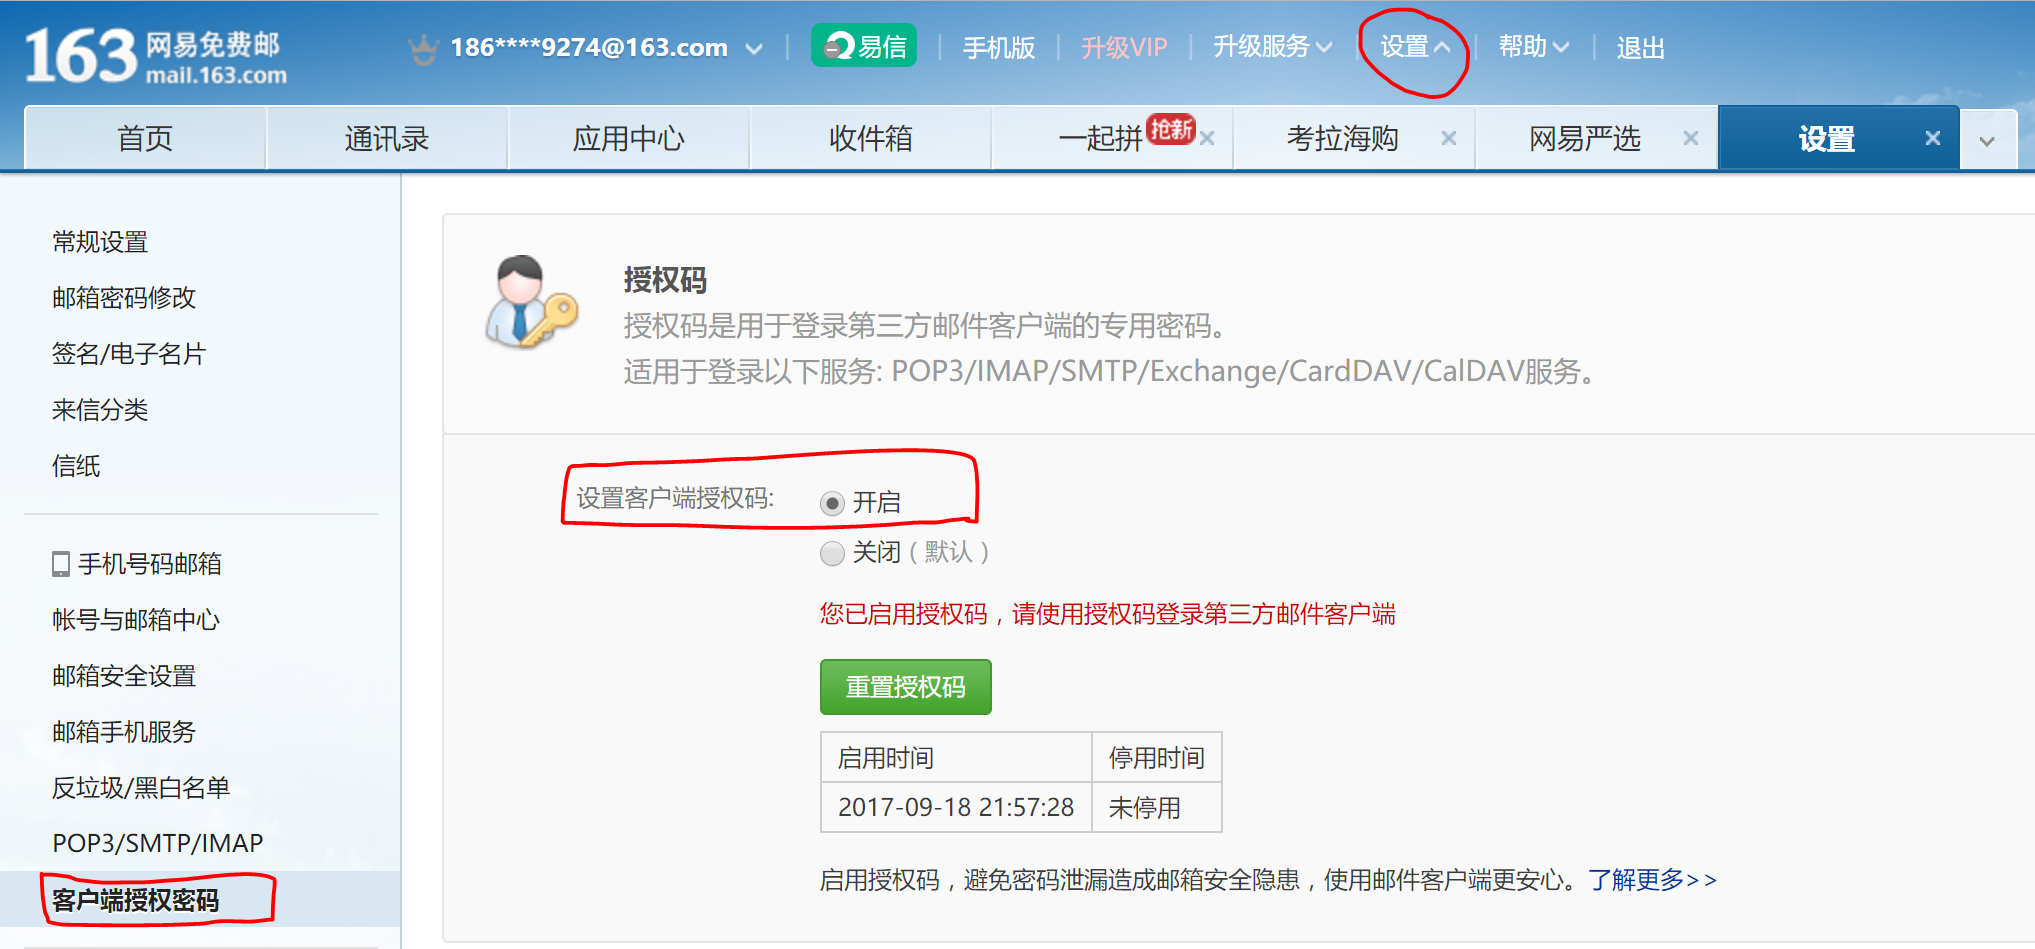 163 网易免费邮
mail.163.com
186****9274@163.com
易信
手机版
升级VIP
升级服务
设置
帮助
退出
首页
通讯录
应用中心
收件箱
一起拼
抢新
考拉海购
网易严选
设置
常规设置
邮箱密码修改
签名/电子名片
来信分类
信纸
手机号码邮箱
帐号与邮箱中心
邮箱安全设置
邮箱手机服务
反垃圾/黑白名单
POP3/SMTP/IMAP
客户端授权密码
授权码
授权码是用于登录第三方邮件客户端的专用密码。
适用于登录以下服务: POP3/IMAP/SMTP/Exchange/CardDAV/CalDAV服务。
设置客户端授权码: 开启
关闭（默认）
您已启用授权码，请使用授权码登录第三方邮件客户端
重置授权码
启用时间 停用时间
2017-09-18 21:57:28 未停用
启用授权码，避免密码泄漏造成邮箱安全隐患，使用邮件客户端更安心。了解更多>>